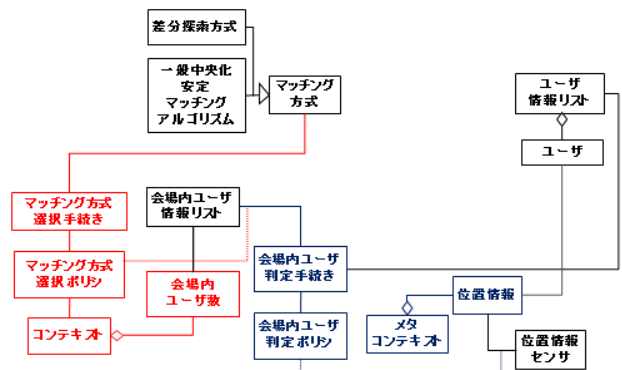 差分探索方式
一般中央化
安定
マッチング
アルゴリズム
マッチング
方式
ユーザ
情報リスト
ユーザ
マッチング方式
選択手続き
会場内ユーザ
情報リスト
マッチング方式
選択ポリシ
会場内
ユーザ数
会場内ユーザ
判定手続き
位置情報
コンテキスト
会場内ユーザ
判定ポリシ
メタ
コンテキスト
位置情報
センサ